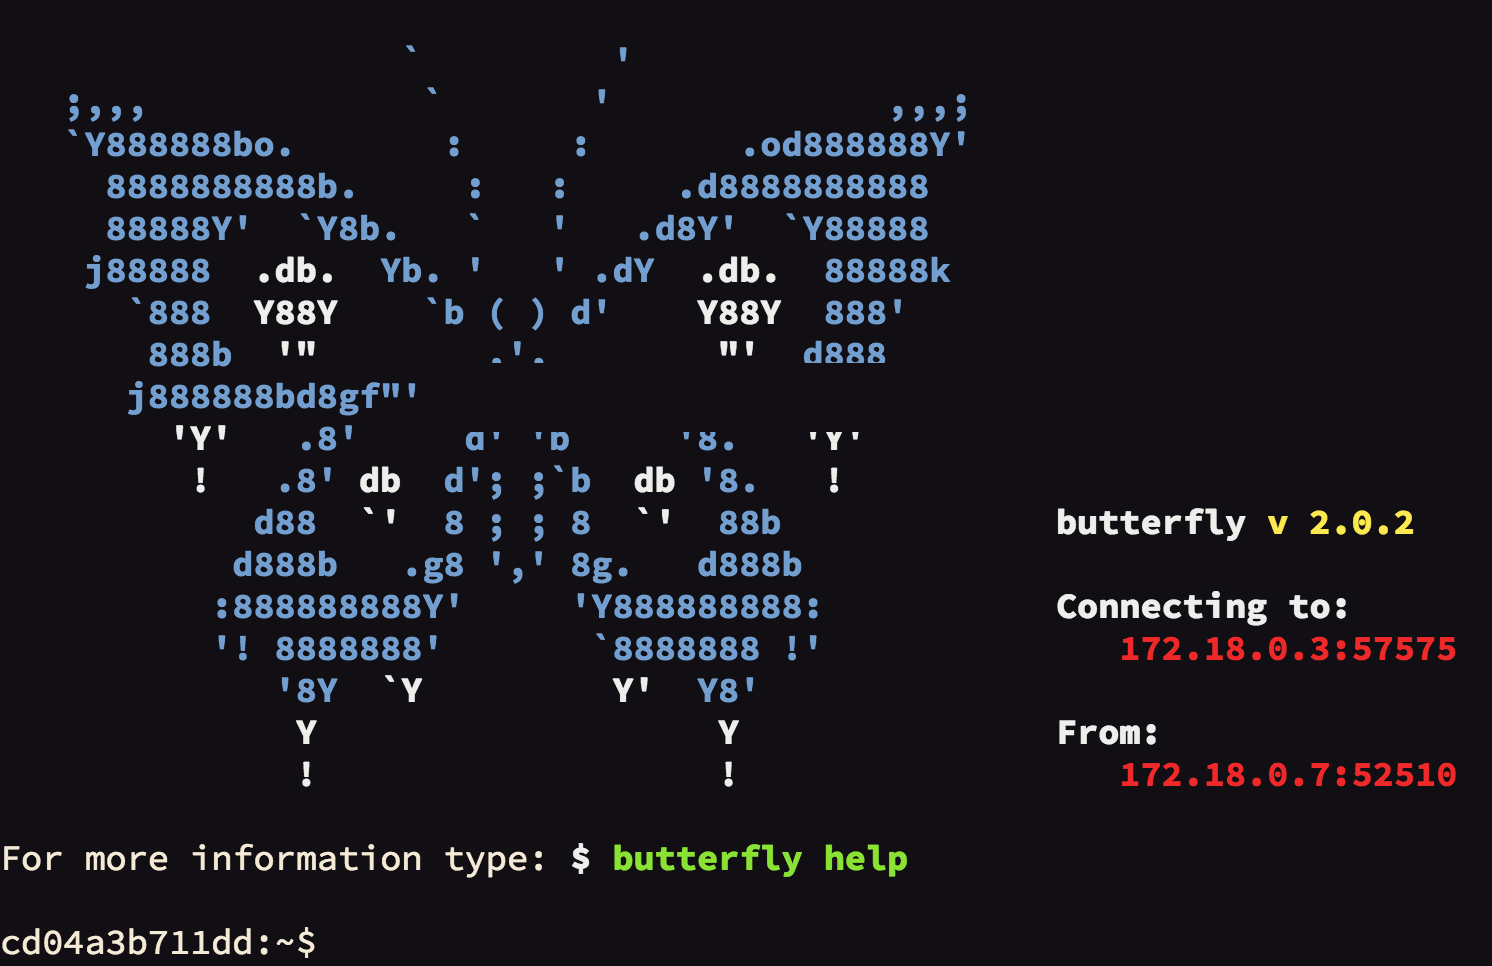 `         '
   ;,,,             `       '             ,,,;
   `Y888888bo.       :     :       .od888888Y'
     8888888888b.     :   :     .d8888888888
     88888Y'  `Y8b.   `   '   .d8Y'  `Y88888
    j88888  .db.  Yb. '   ' .dY  .db.  88888k
      `888  Y88Y    `b ( ) d'    Y88Y  888'
       888b  '"        .'.        "'  d888
      j888888bd8gf"'
        'Y'   .8'     d' 'b     '8.   'Y'
         !   .8' db  d'; ;`b  db '8.   !
            d88  `'  8 ; ; 8  `'  88b             butterfly v 2.0.2
           d888b   .g8 ',' 8g.   d888b
          :888888888Y'     'Y888888888:           Connecting to:
          '! 8888888'       `8888888 !'              172.18.0.3:57575
             '8Y  `Y         Y'  Y8'
              Y                   Y               From:
              !                   !                  172.18.0.7:52510
For more information type: $ butterfly help
cd04a3b711dd:~$